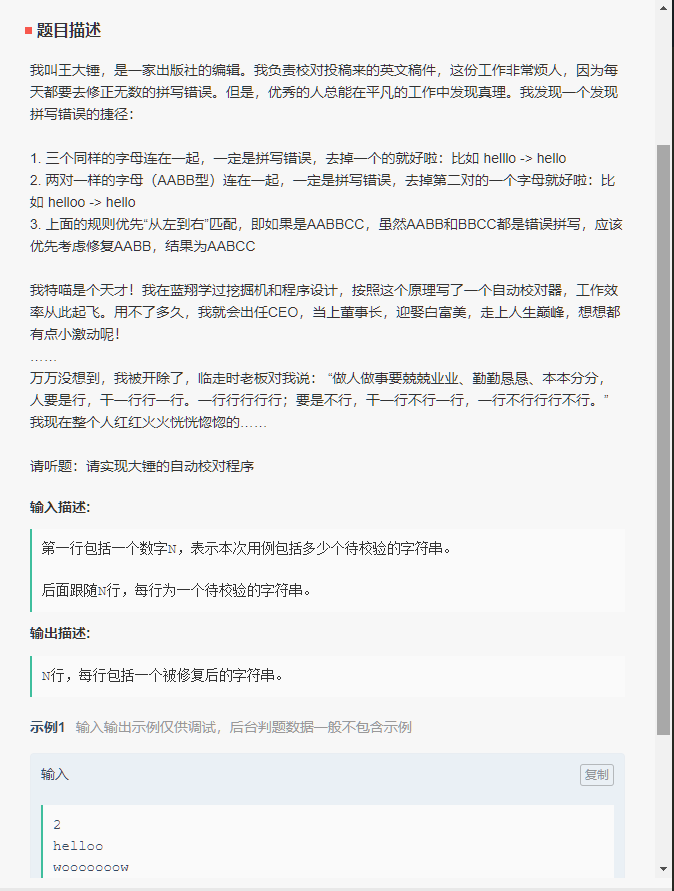 题目描述
我叫王大锤，是一家出版社的编辑。我负责校对投稿来的英文稿件，这份工作非常烦人，因为每
天都要去修正无数的拼写错误。但是，优秀的人总能在平凡的工作中发现真理。我发现一个发现
拼写错误的捷径：
1. 三个同样的字母连在一起，一定是拼写错误，去掉一个的就好啦：比如 helllo -> hello
2. 两对一样的字母（AABB型）连在一起，一定是拼写错误，去掉第二对的一个字母就好啦：比
如 helloo -> hello
3. 上面的规则优先“从左到右”匹配，即如果是AABBCC，虽然AABB和BBCC都是错误拼写，应该
优先考虑修复AABB，结果为AABCC
我特喵是个天才！我在蓝翔学过挖掘机和程序设计，按照这个原理写了一个自动校对器，工作效
率从此起飞。用不了多久，我就会出任CEO，当上董事长，迎娶白富美，走上人生巅峰，想想都
有点小激动呢！
……
万万没想到，我被开除了，临走时老板对我说： “做人做事要兢兢业业、勤勤恳恳、本本分分，
人要是行，干一行行一行。一行行行行行；要是不行，干一行不行一行，一行不行行行不行。”
我现在整个人红红火火恍恍惚惚的……
请听题：请实现大锤的自动校对程序
输入描述:
第一行包括一个数字N，表示本次用例包括多少个待校验的字符串。
后面跟随N行，每行为一个待校验的字符串。
输出描述:
N行，每行包括一个被修复后的字符串。
示例1 输入输出示例仅供调试，后台判题数据一般不包含示例
输入 复制
2
helloo
wooooooow